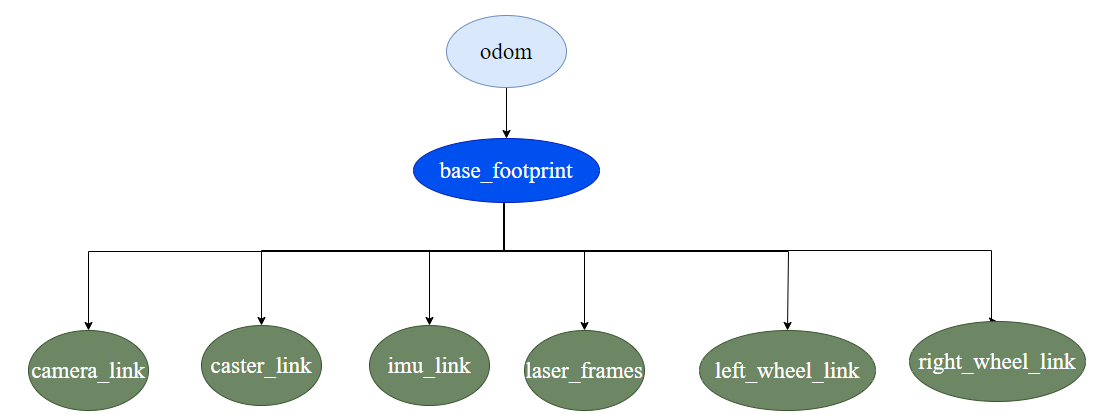 odom
base_footprint
camera_link
caster_link
imu_link
laser_frames
left_wheel_link
right_wheel_link